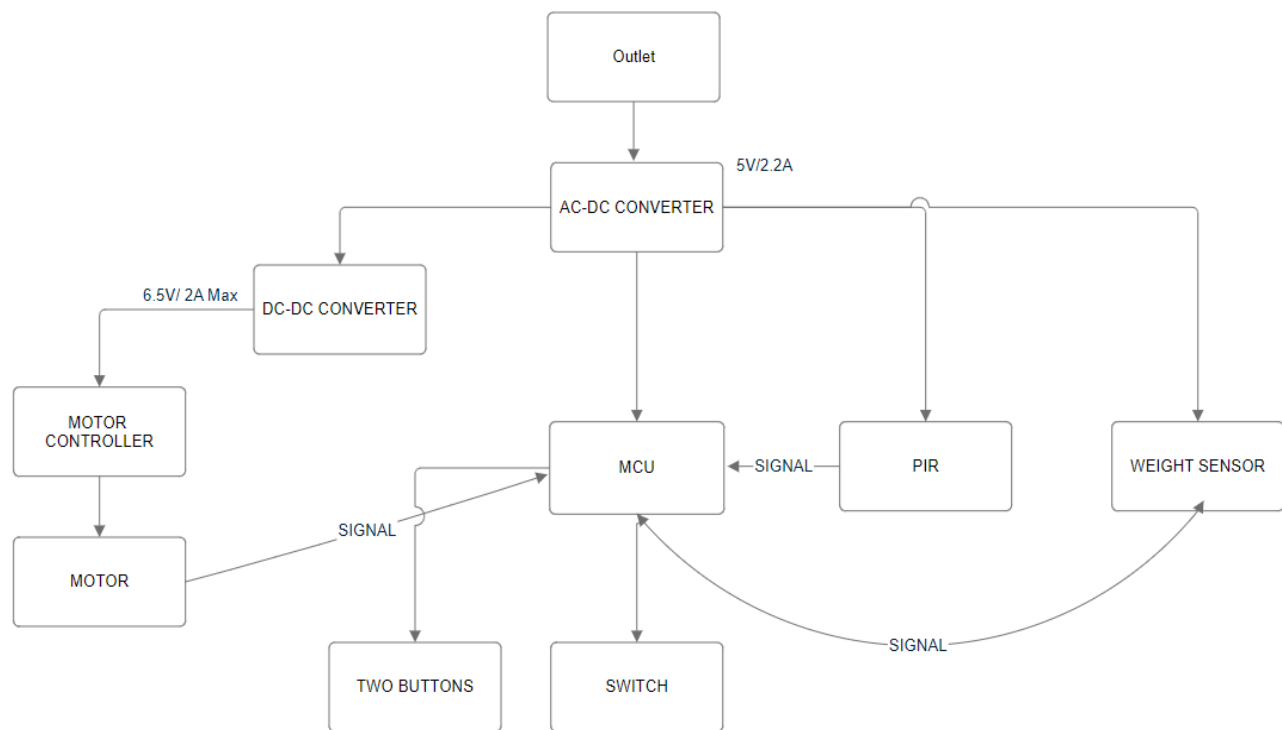 Outlet
5V/2.2A
AC-DC CONVERTER
6.5V/ 2A Max
DC-DC CONVERTER
MOTOR
CONTROLLER
MCU
SIGNAL
PIR
WEIGHT SENSOR
SIGNAL
MOTOR
SIGNAL
TWO BUTTONS
SWITCH